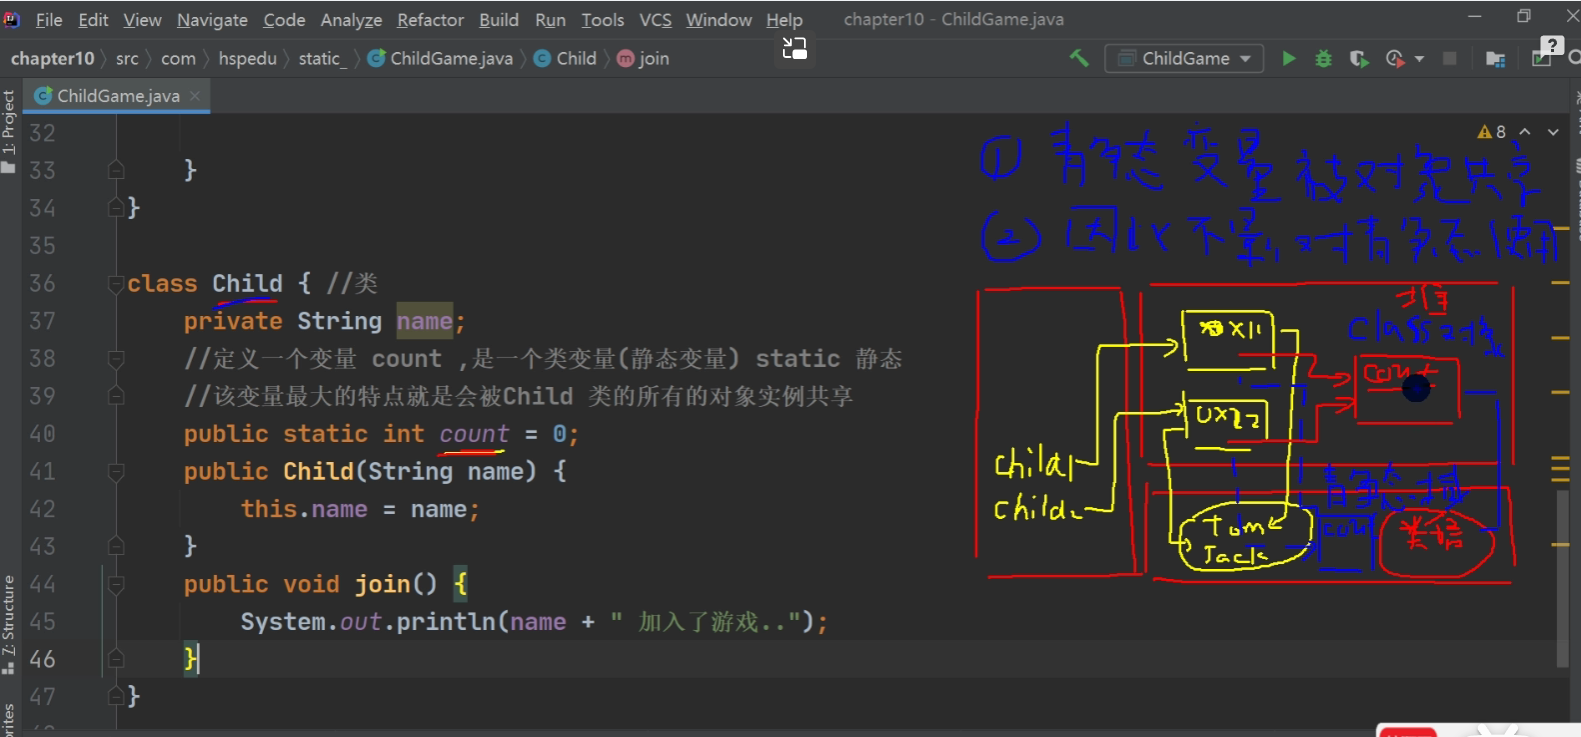 File Edit View Navigate Code Analyze Refactor Build Run Tools VCS Window Help chapter10 - ChildGame.java
chapter10 src com hspedu static_ ChildGame.java Child join ChildGame
ChildGame.java
1: Project
7: Structure
8
32
33 }
34 }
35
36 class Child { //类
37 private String name;
38 //定义一个变量 count ,是一个类变量(静态变量) static 静态
39 //该变量最大的特点就是会被Child 类的所有的对象实例共享
40 public static int count = 0;
41 public Child(String name) {
42 this.name = name;
43 }
44 public void join() {
45 System.out.println(name + " 加入了游戏..");
46 }
47 }
① 静态变量被对象共享
② 因此不影响对静态使用
class对象
0x11
count
0x22
child1
child2
静态域
Tom
Jack
coun
类信息